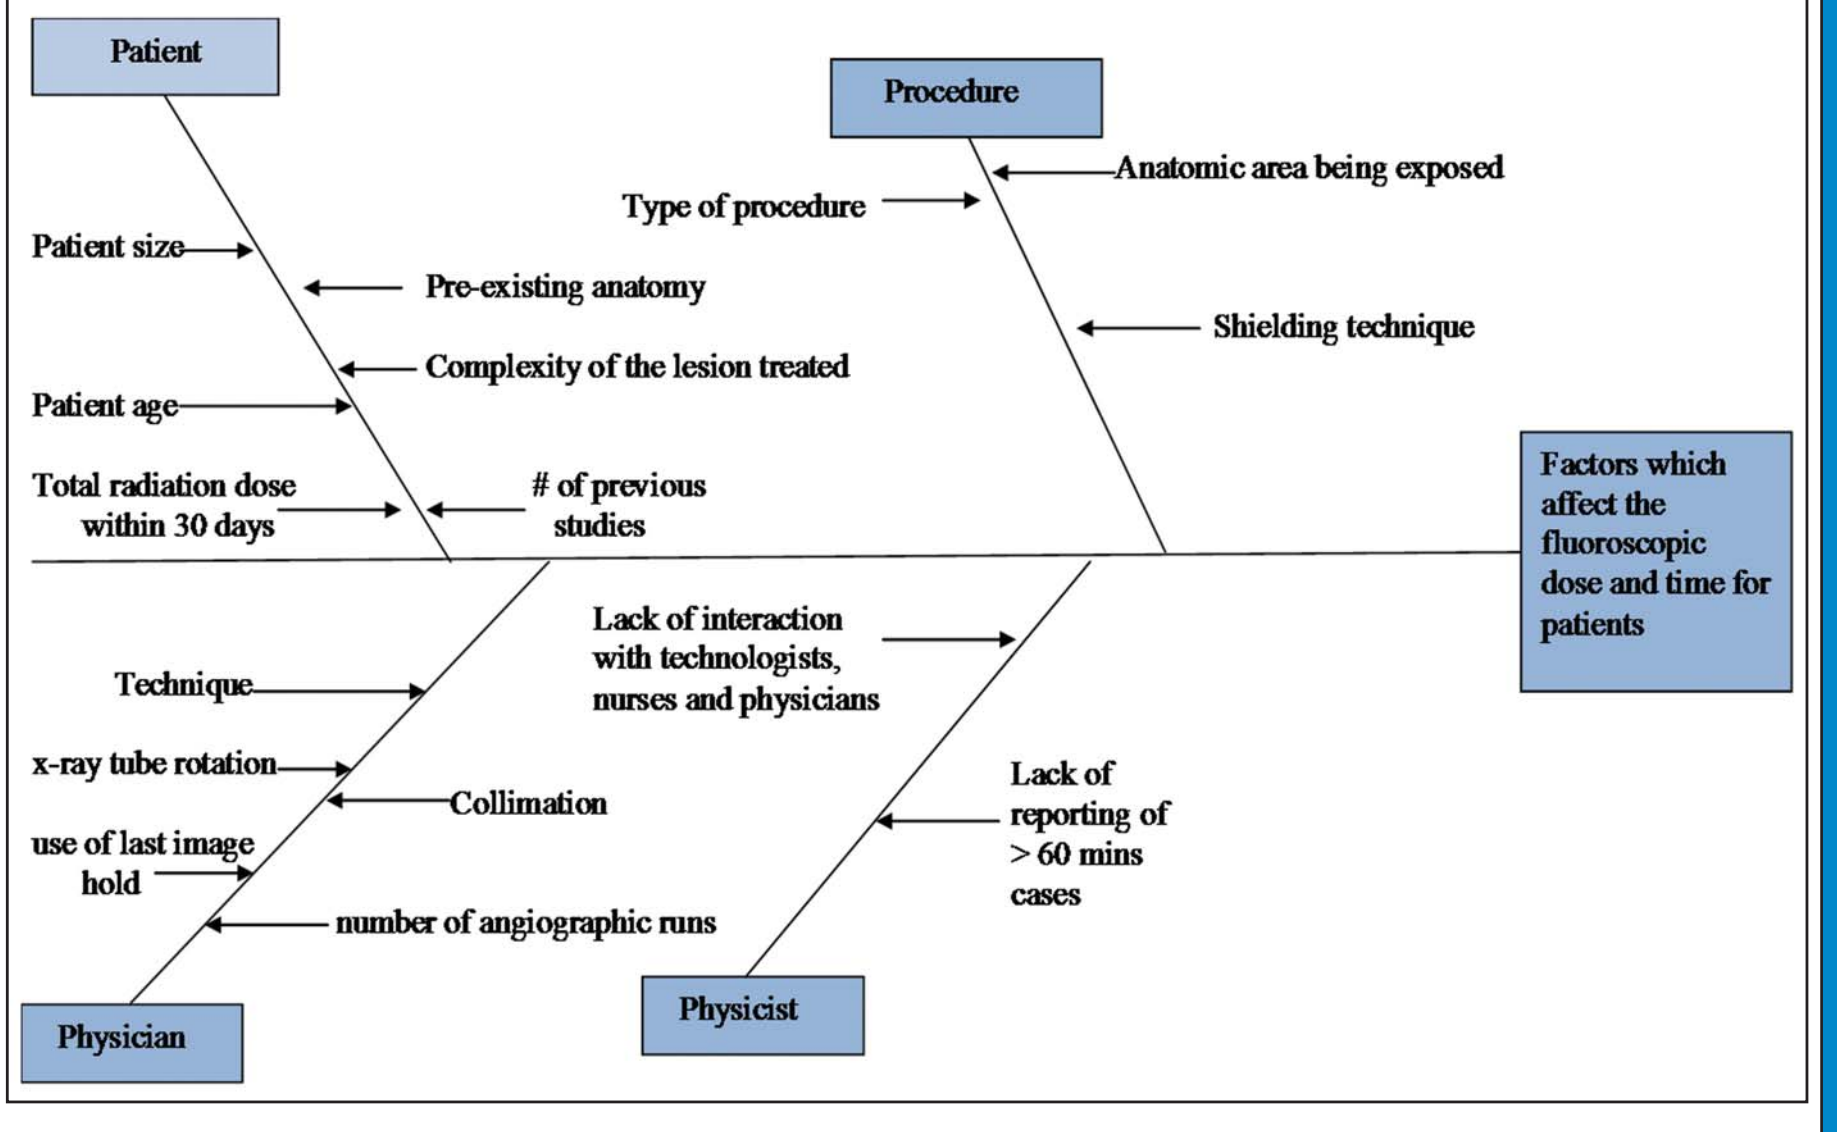 Patient
Procedure
Anatomic area being exposed
Type of procedure
Patient size
Pre-existing anatomy
Shielding technique
Complexity of the lesion treated
Patient age
Total radiation dose
within 30 days
# of previous
studies
Factors which
affect the
fluoroscopic
dose and time for
patients
Lack of interaction
with technologists,
nurses and physicians
Technique
x-ray tube rotation
Collimation
use of last image
hold
number of angiographic runs
Lack of
reporting of
> 60 mins
cases
Physician
Physicist